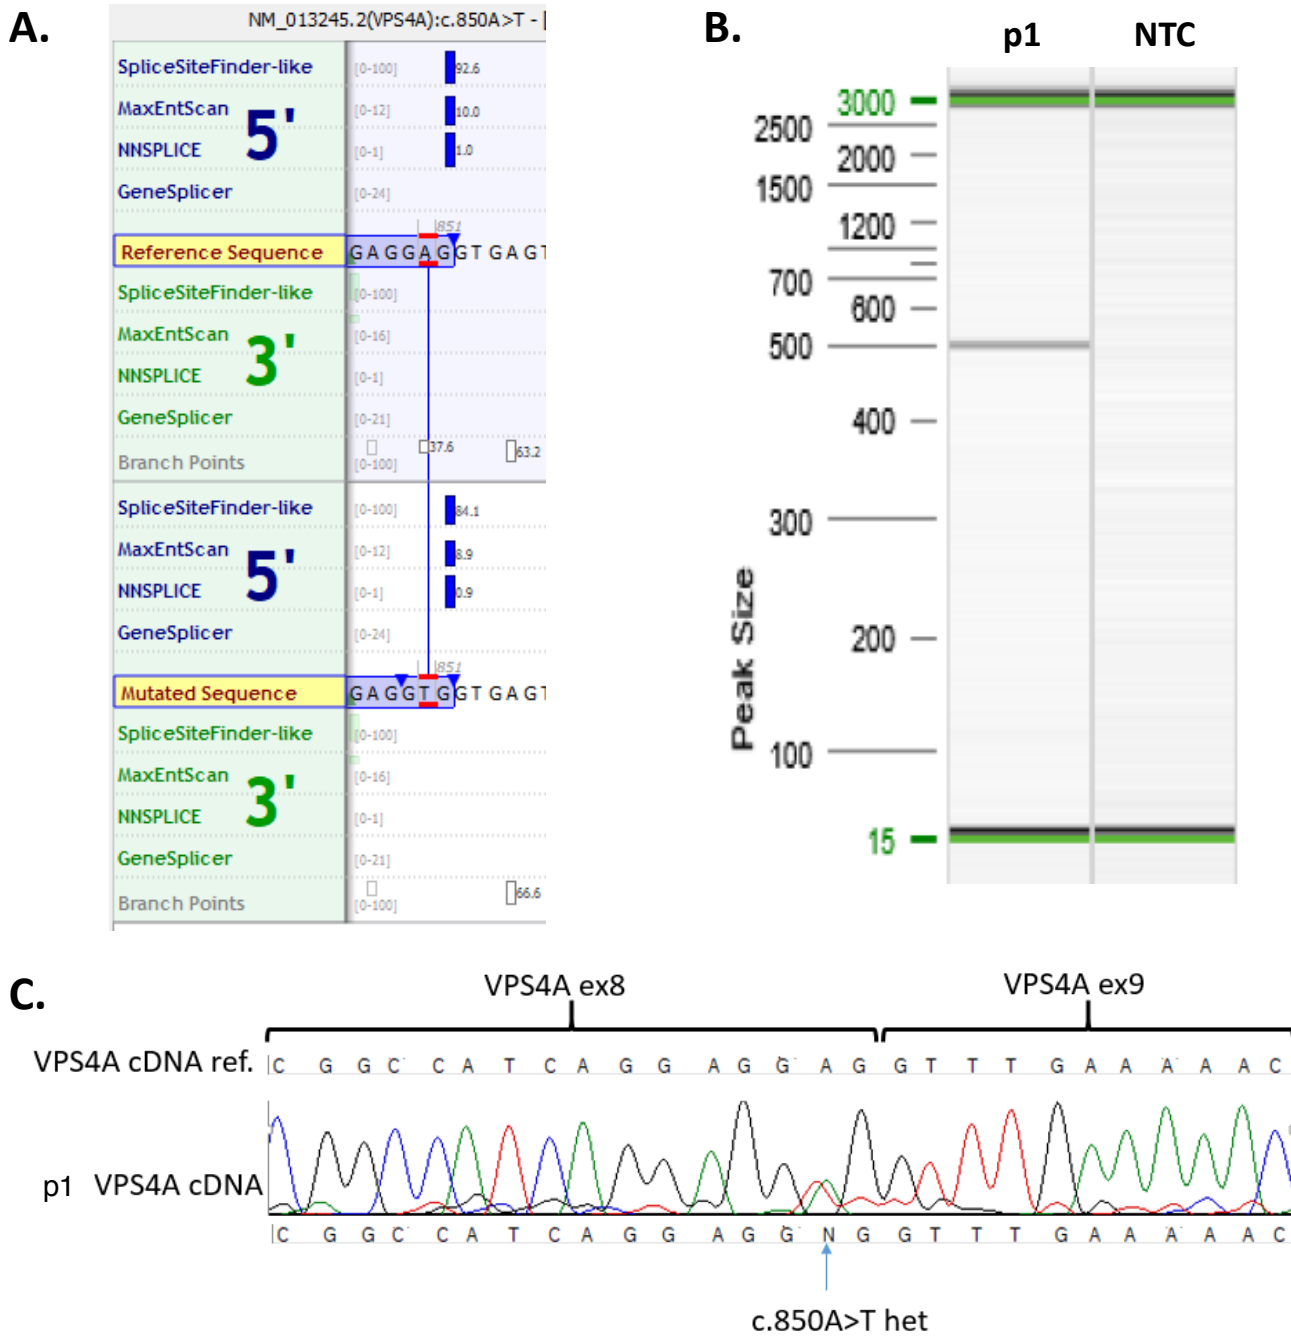 A.
NM_013245.2(VPS4A):c.850A>T - [
SpliceSiteFinder-like [0-100] 92.6
MaxEntScan [0-12] 10.0
5'
NNSPLICE [0-1] 1.0
GeneSplicer [0-24]
851
Reference Sequence GAGGAGGTGAGT
SpliceSiteFinder-like [0-100]
MaxEntScan [0-16]
3'
NNSPLICE [0-1]
GeneSplicer [0-21]
Branch Points [0-100] 37.6 63.2
SpliceSiteFinder-like [0-100] 84.1
MaxEntScan [0-12] 8.9
5'
NNSPLICE [0-1] 0.9
GeneSplicer [0-24]
851
Mutated Sequence GAGGTGGTGAGT
SpliceSiteFinder-like [0-100]
MaxEntScan [0-16]
3'
NNSPLICE [0-1]
GeneSplicer [0-21]
Branch Points [0-100] 66.6
B.
p1 NTC
3000
2500
2000
1500
1200
700
600
500
400
300
200
100
15
Peak Size
C.
VPS4A ex8 VPS4A ex9
VPS4A cDNA ref. C G G C C A T C A G G A G G A G G T T T G A A A A A C
p1 VPS4A cDNA
C G G C C A T C A G G A G G N G G T T T G A A A A A C
c.850A>T het